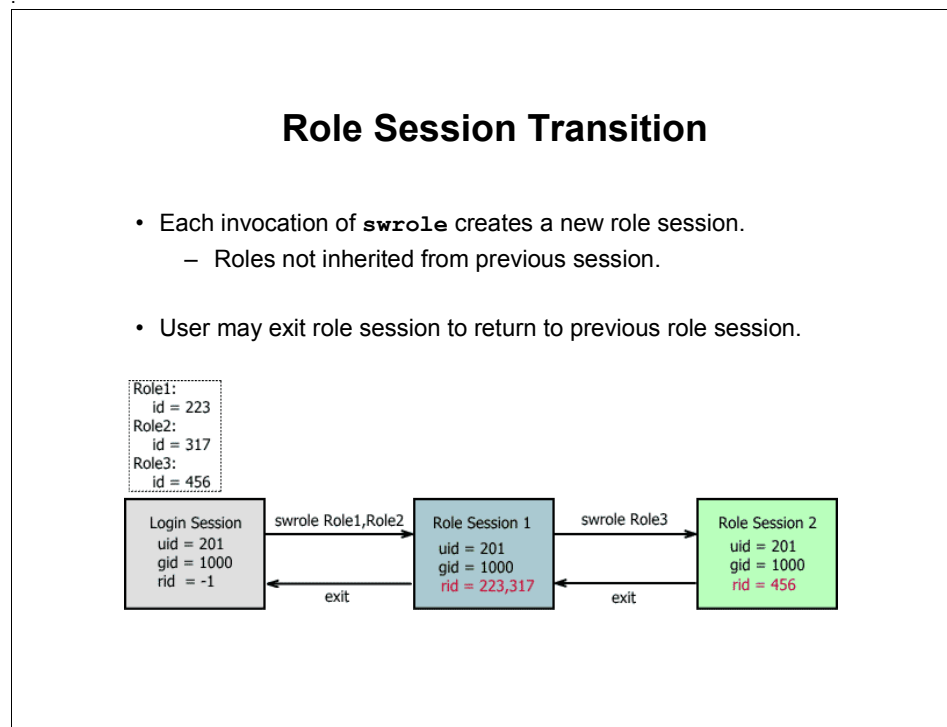 Role Session Transition
• Each invocation of swrole creates a new role session.
– Roles not inherited from previous session.
• User may exit role session to return to previous role session.
Role1:
id = 223
Role2:
id = 317
Role3:
id = 456
Login Session
uid = 201
gid = 1000
rid = -1
swrole Role1,Role2
exit
Role Session 1
uid = 201
gid = 1000
rid = 223,317
swrole Role3
exit
Role Session 2
uid = 201
gid = 1000
rid = 456